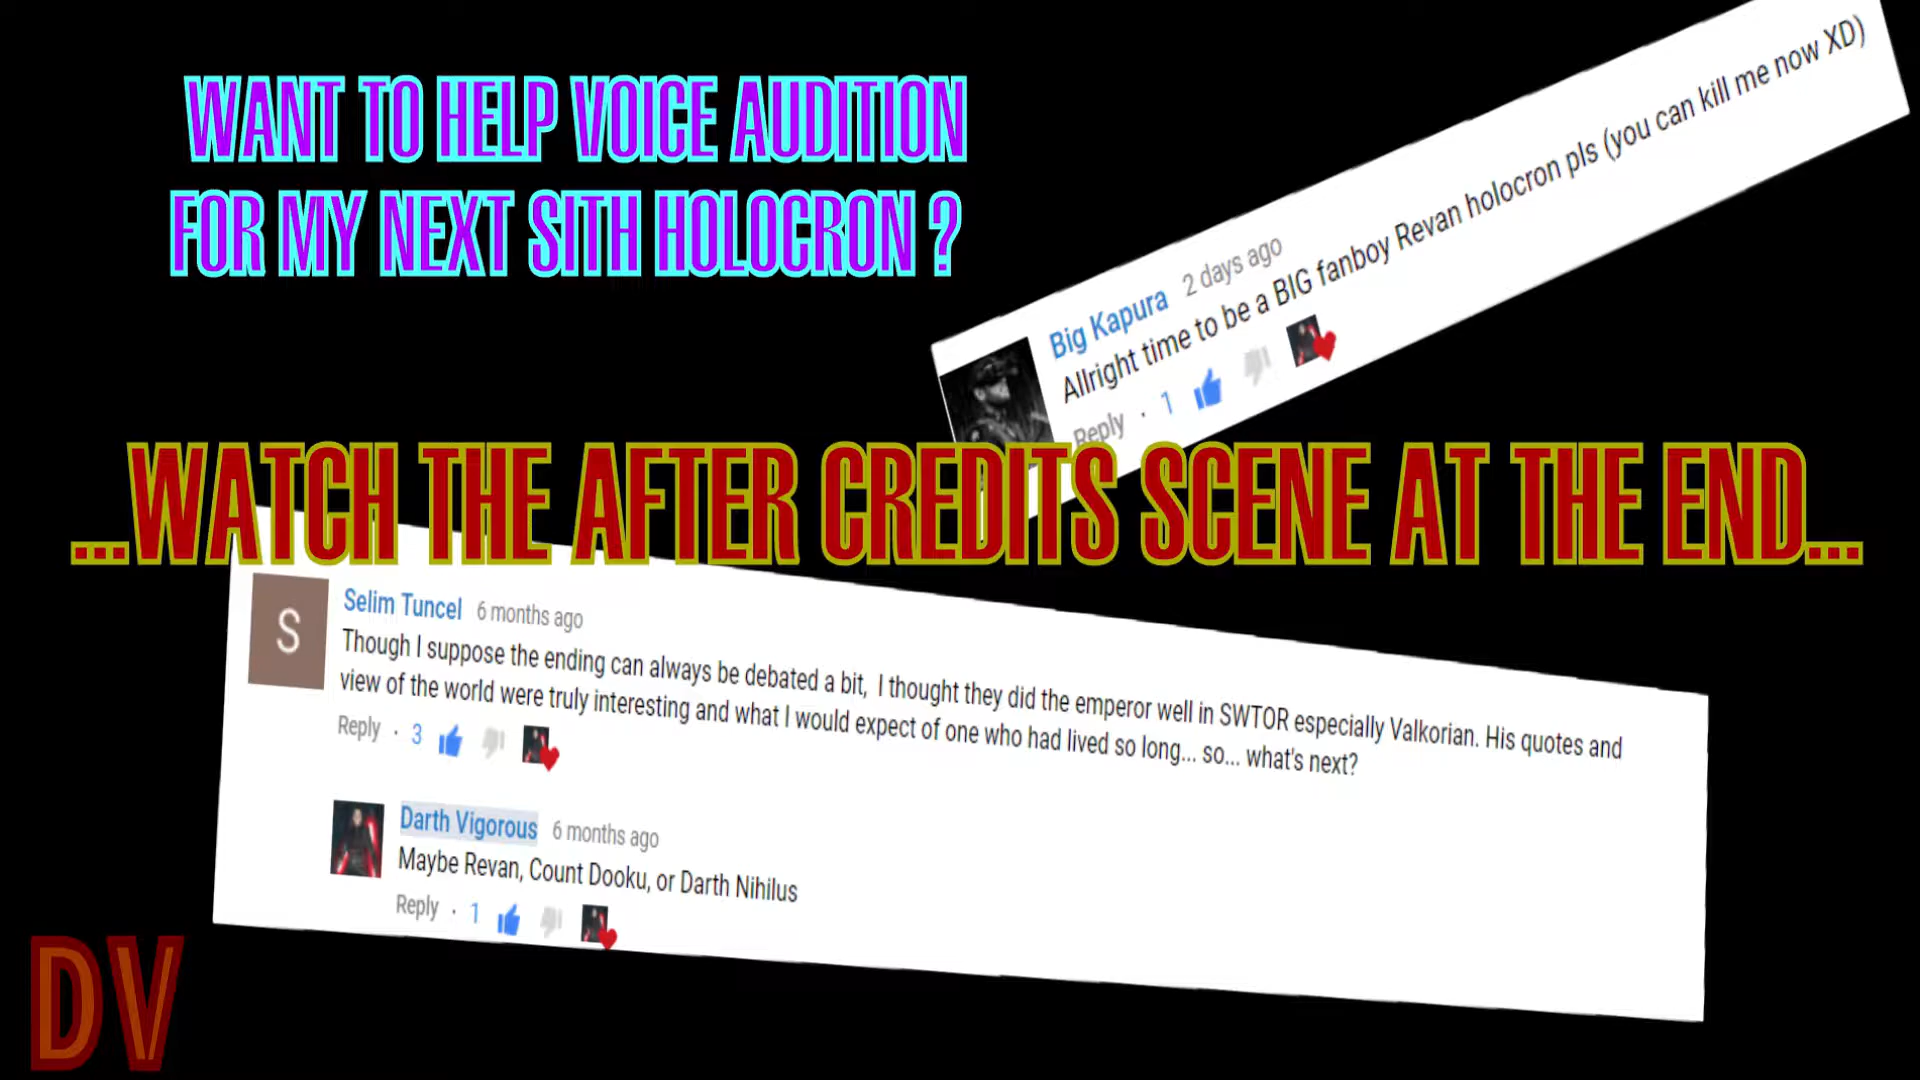 WANT TO HELP VOICE AUDITION
FOR MY NEXT SITH HOLOCRON ?
Big Kapura 2 days ago
Allright time to be a BIG fanboy Revan holocron pls (you can kill me now XD)
Reply · 1
...WATCH THE AFTER CREDITS SCENE AT THE END...
S
Selim Tuncel 6 months ago
Though I suppose the ending can always be debated a bit, I thought they did the emperor well in SWTOR especially Valkorian. His quotes and
view of the world were truly interesting and what I would expect of one who had lived so long... so... what's next?
Reply · 3
Darth Vigorous 6 months ago
Maybe Revan, Count Dooku, or Darth Nihilus
Reply · 1
DV